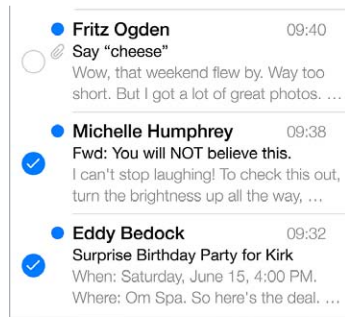 Fritz Ogden 09:40
Say “cheese”
Wow, that weekend flew by. Way too
short. But I got a lot of great photos. …
Michelle Humphrey 09:38
Fwd: You will NOT believe this.
I can't stop laughing! To check this out,
turn the brightness up all the way, …
Eddy Bedock 09:32
Surprise Birthday Party for Kirk
When: Saturday, June 15, 4:00 PM.
Where: Om Spa. So here's the deal. …